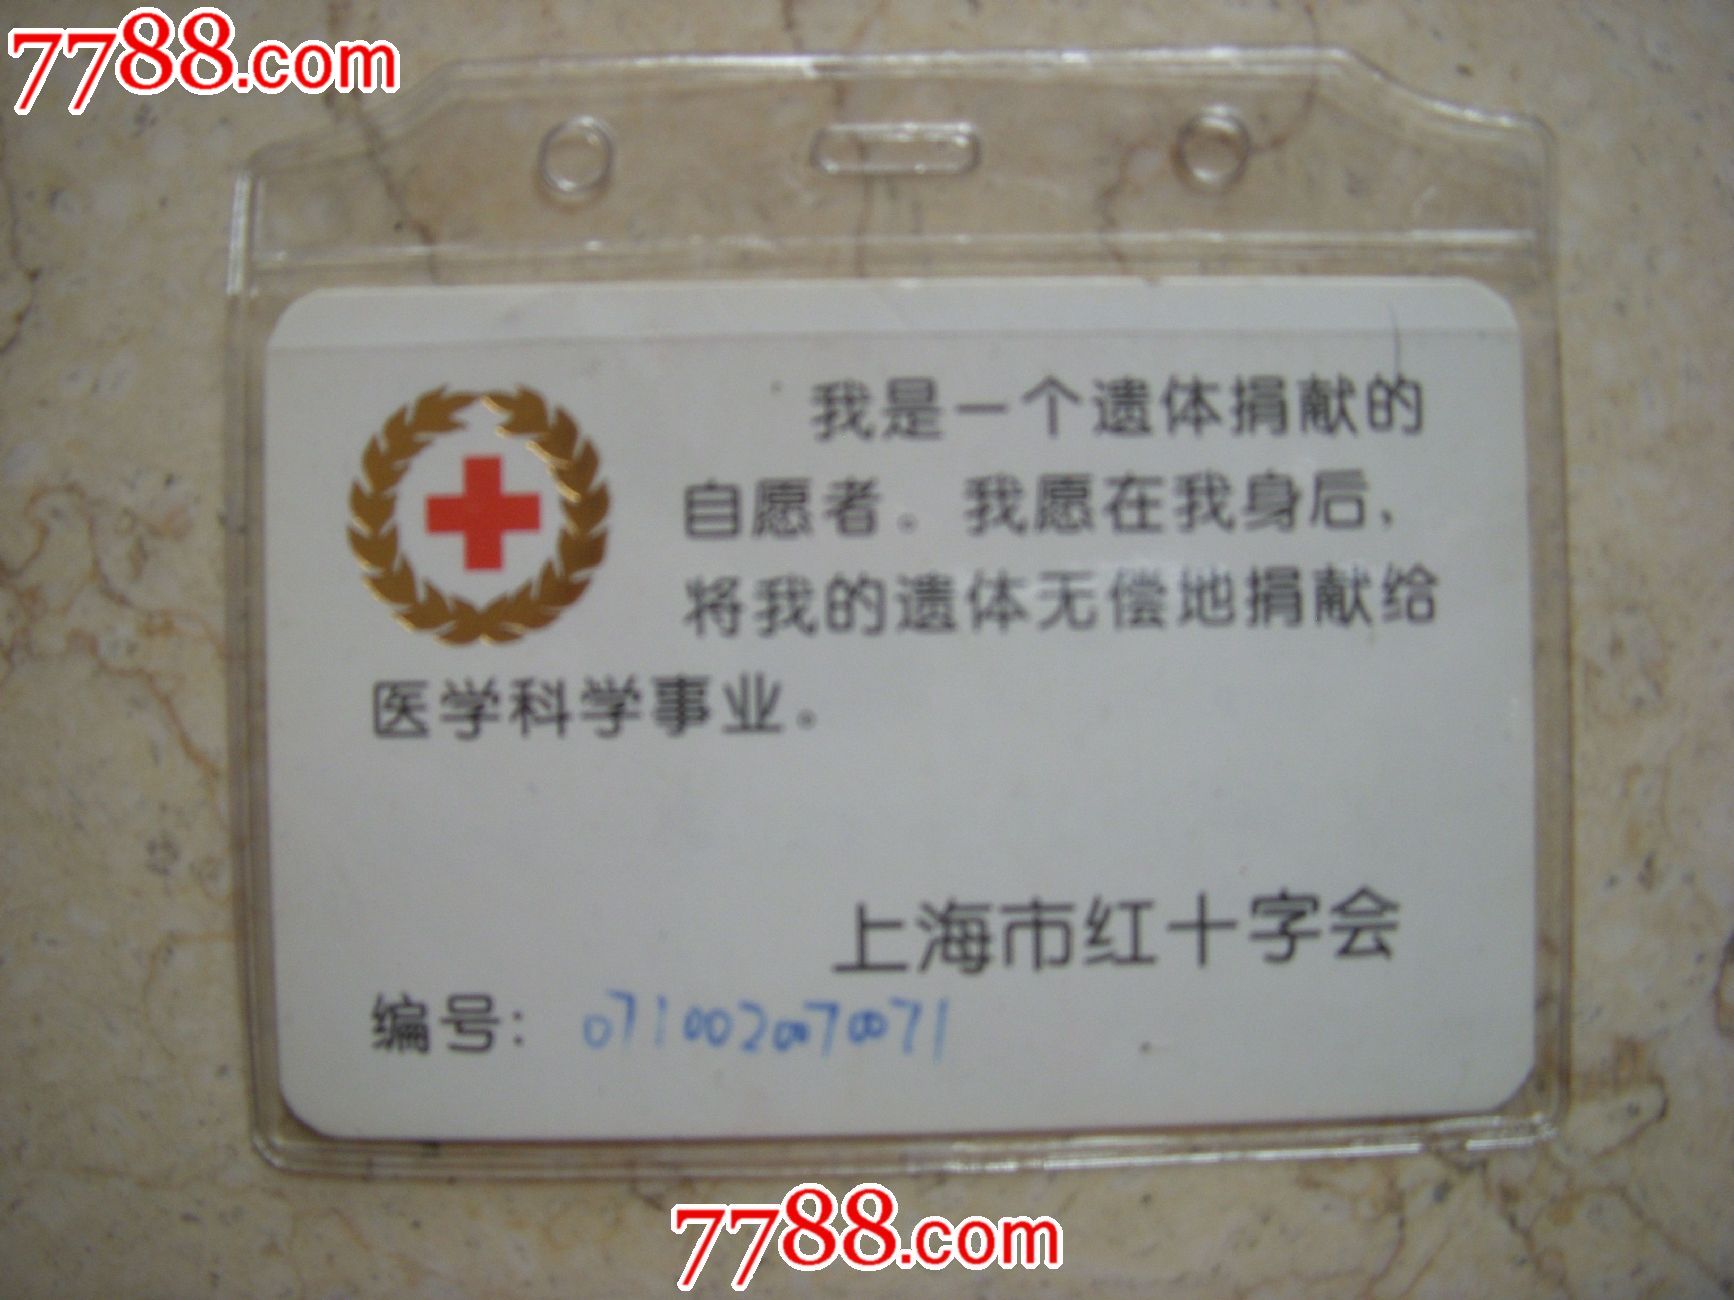 7788.com
我是一个遗体捐献的
自愿者。我愿在我身后，
将我的遗体无偿地捐献给
医学科学事业。
上海市红十字会
编号：0710020070071
7788.com